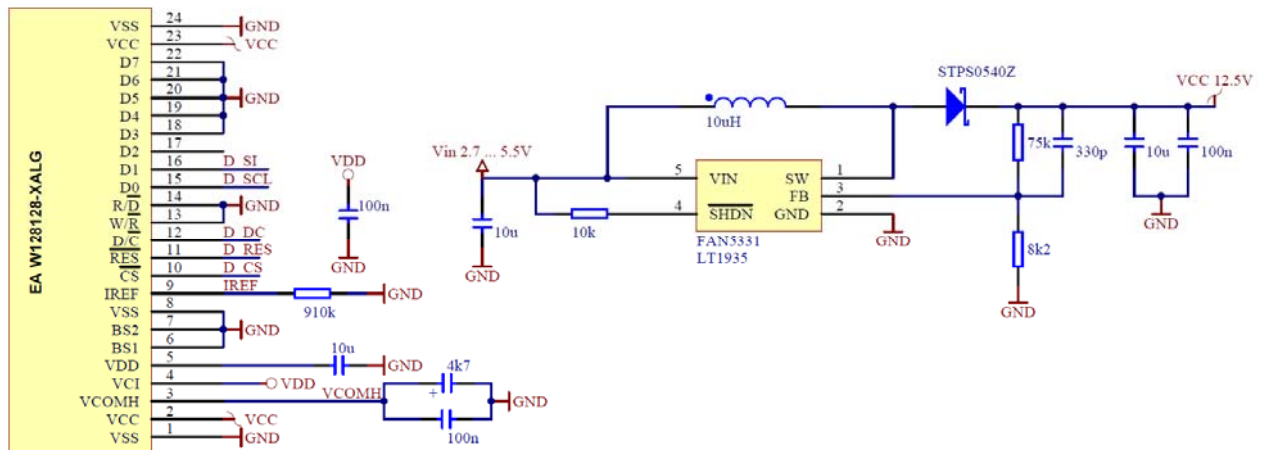 EA W128128-XALG
VSS 24 GND
VCC 23 VCC
D7 22
D6 21
D5 20 GND
D4 19
D3 18
D2 17
D1 16 D_SI
D0 15 D_SCL
R/D 14 GND
W/R 13
D/C 12 D_DC
RES 11 D_RES
CS 10 D_CS
IREF 9 IREF 910k GND
VSS 8
BS2 7 GND
BS1 6
VDD 5 10u GND
VCI 4 VDD
VCOMH 3 VCOMH 4k7 + 100n GND
VCC 2 VCC
VSS 1 GND
VDD
100n
GND
Vin 2.7 ... 5.5V
10u
GND
10uH
10k
5 VIN SW 1
FB 3
4 SHDN GND 2
FAN5331
LT1935
GND
STPS0540Z
VCC 12.5V
75k
330p
10u
100n
GND
8k2
GND